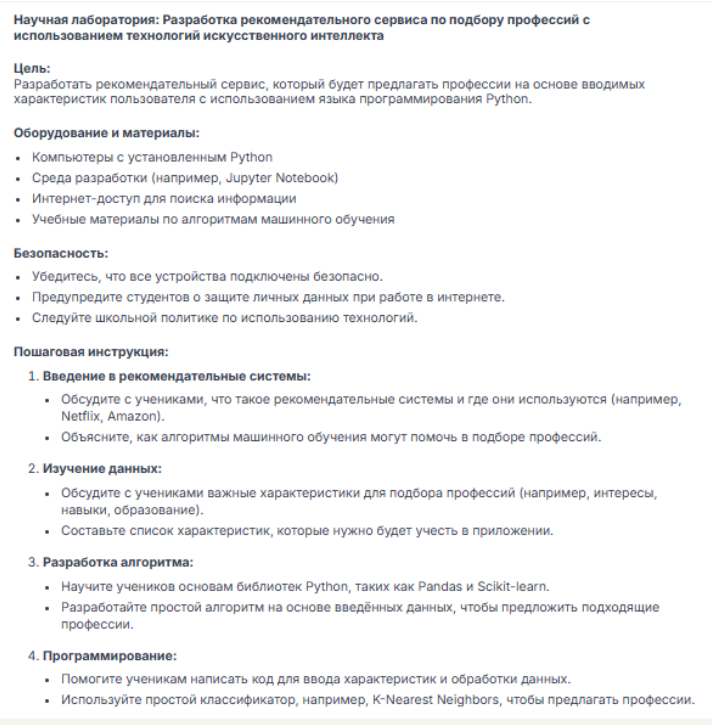 Научная лаборатория: Разработка рекомендательного сервиса по подбору профессий с
использованием технологий искусственного интеллекта
Цель:
Разработать рекомендательный сервис, который будет предлагать профессии на основе вводимых
характеристик пользователя с использованием языка программирования Python.
Оборудование и материалы:
• Компьютеры с установленным Python
• Среда разработки (например, Jupyter Notebook)
• Интернет-доступ для поиска информации
• Учебные материалы по алгоритмам машинного обучения
Безопасность:
• Убедитесь, что все устройства подключены безопасно.
• Предупредите студентов о защите личных данных при работе в интернете.
• Следуйте школьной политике по использованию технологий.
Пошаговая инструкция:
1. Введение в рекомендательные системы:
• Обсудите с учениками, что такое рекомендательные системы и где они используются (например,
Netflix, Amazon).
• Объясните, как алгоритмы машинного обучения могут помочь в подборе профессий.
2. Изучение данных:
• Обсудите с учениками важные характеристики для подбора профессий (например, интересы,
навыки, образование).
• Составьте список характеристик, которые нужно будет учесть в приложении.
3. Разработка алгоритма:
• Научите учеников основам библиотек Python, таких как Pandas и Scikit-learn.
• Разработайте простой алгоритм на основе введённых данных, чтобы предложить подходящие
профессии.
4. Программирование:
• Помогите ученикам написать код для ввода характеристик и обработки данных.
• Используйте простой классификатор, например, K-Nearest Neighbors, чтобы предлагать профессии.